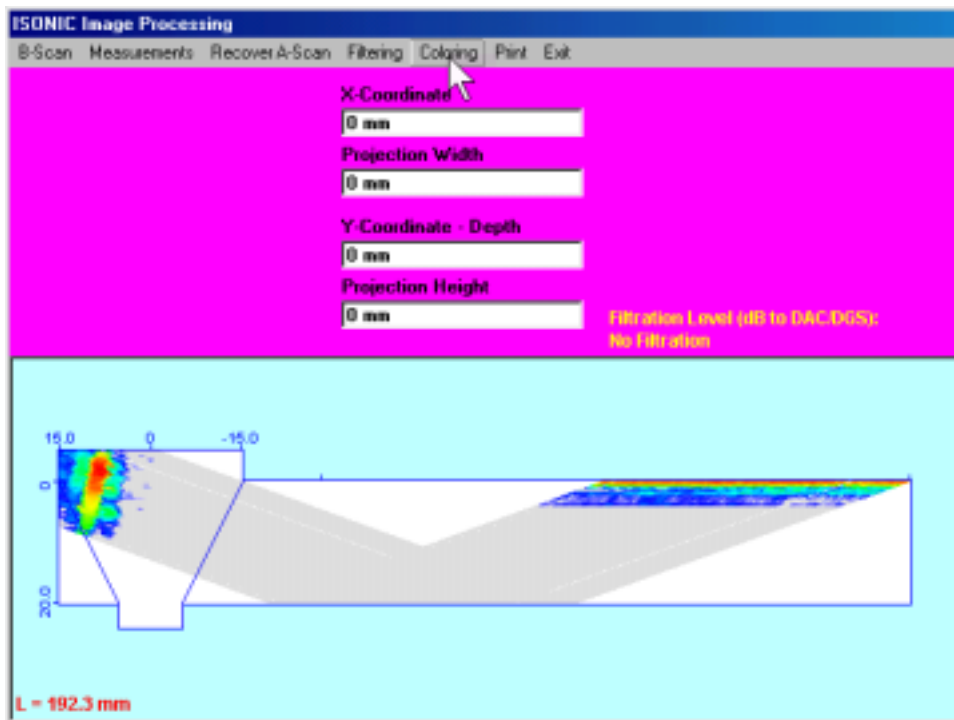 ISONIC Image Processing
B-Scan Measurements Recover A-Scan Filtering Coloring Print Exit
X-Coordinate
0 mm
Projection Width
0 mm
Y-Coordinate - Depth
0 mm
Projection Height
0 mm
Filtration Level (dB to DAC/DGS):
No Filtration
15.0 0 -15.0
0
20.0
L = 192.3 mm